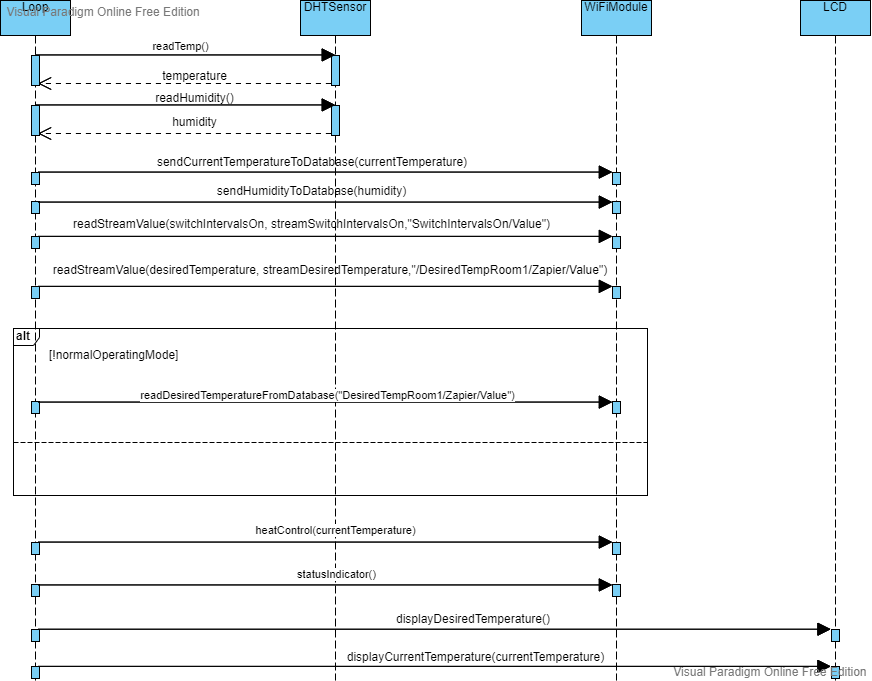 Loop
DHTSensor
WiFiModule
LCD
Visual Paradigm Online Free Edition
readTemp()
temperature
readHumidity()
humidity
sendCurrentTemperatureToDatabase(currentTemperature)
sendHumidityToDatabase(humidity)
readStreamValue(switchIntervalsOn, streamSwitchIntervalsOn,"SwitchIntervalsOn/Value")
readStreamValue(desiredTemperature, streamDesiredTemperature,"/DesiredTempRoom1/Zapier/Value")
alt
[!normalOperatingMode]
readDesiredTemperatureFromDatabase("DesiredTempRoom1/Zapier/Value")
heatControl(currentTemperature)
statusIndicator()
displayDesiredTemperature()
displayCurrentTemperature(currentTemperature)
Visual Paradigm Online Free Edition